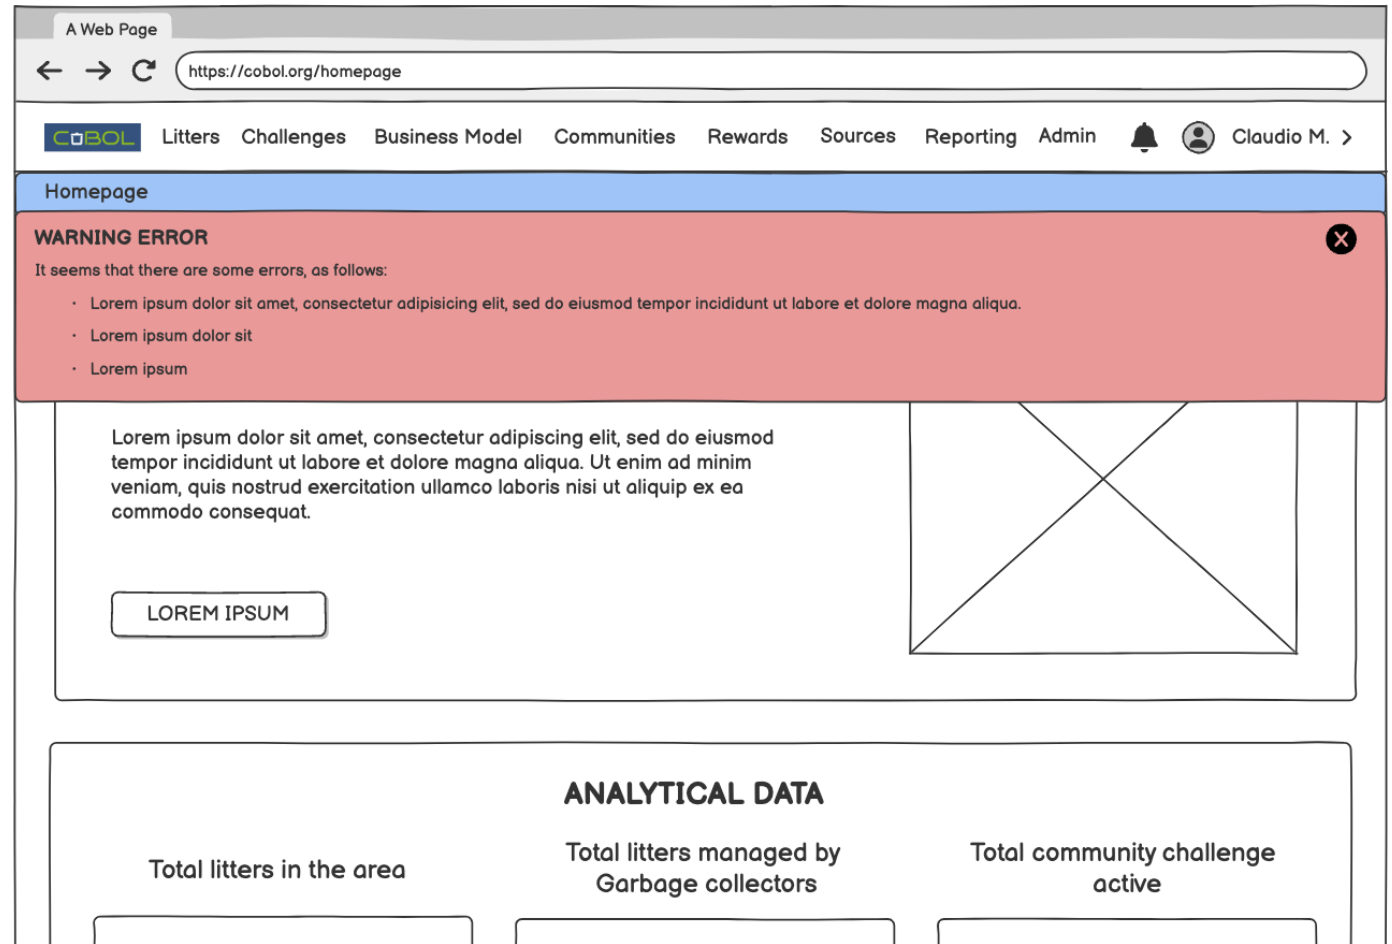 A Web Page
https://cobol.org/homepage
COBOL Litters Challenges Business Model Communities Rewards Sources Reporting Admin Claudio M.
Homepage
WARNING ERROR
It seems that there are some errors, as follows:
· Lorem ipsum dolor sit amet, consectetur adipisicing elit, sed do eiusmod tempor incididunt ut labore et dolore magna aliqua.
· Lorem ipsum dolor sit
· Lorem ipsum
Lorem ipsum dolor sit amet, consectetur adipiscing elit, sed do eiusmod
tempor incididunt ut labore et dolore magna aliqua. Ut enim ad minim
veniam, quis nostrud exercitation ullamco laboris nisi ut aliquip ex ea
commodo consequat.
LOREM IPSUM
ANALYTICAL DATA
Total litters in the area
Total litters managed by
Garbage collectors
Total community challenge
active